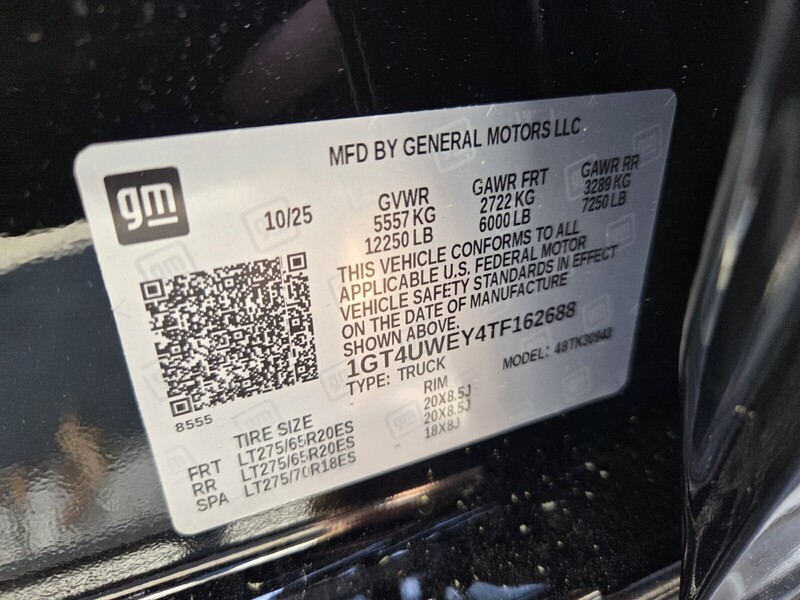 MFD BY GENERAL MOTORS LLC
gm
10/25
GVWR
5557 KG
12250 LB
GAWR FRT
2722 KG
6000 LB
GAWR RR
3289 KG
7250 LB
THIS VEHICLE CONFORMS TO ALL
APPLICABLE U.S. FEDERAL MOTOR
VEHICLE SAFETY STANDARDS IN EFFECT
ON THE DATE OF MANUFACTURE
SHOWN ABOVE.
1GT4UWEY4TF162688
TYPE: TRUCK
MODEL: 48TK30943
8555
TIRE SIZE
RIM
FRT LT275/65R20ES 20X8.5J
RR LT275/65R20ES 20X8.5J
SPA LT275/70R18ES 18X8J